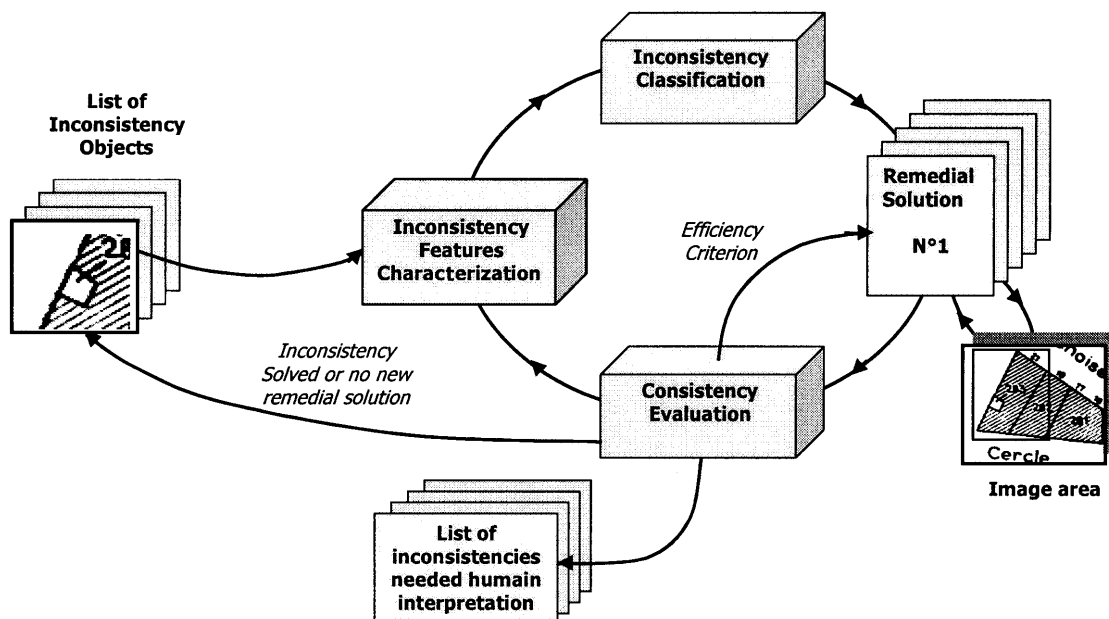 Inconsistency
Classification
List of
Inconsistency
Objects
Remedial
Solution
N°1
Inconsistency
Features
Characterization
Efficiency
Criterion
Inconsistency
Solved or no new
remedial solution
Consistency
Evaluation
Cercle
Image area
List of
inconsistencies
needed humain
interpretation